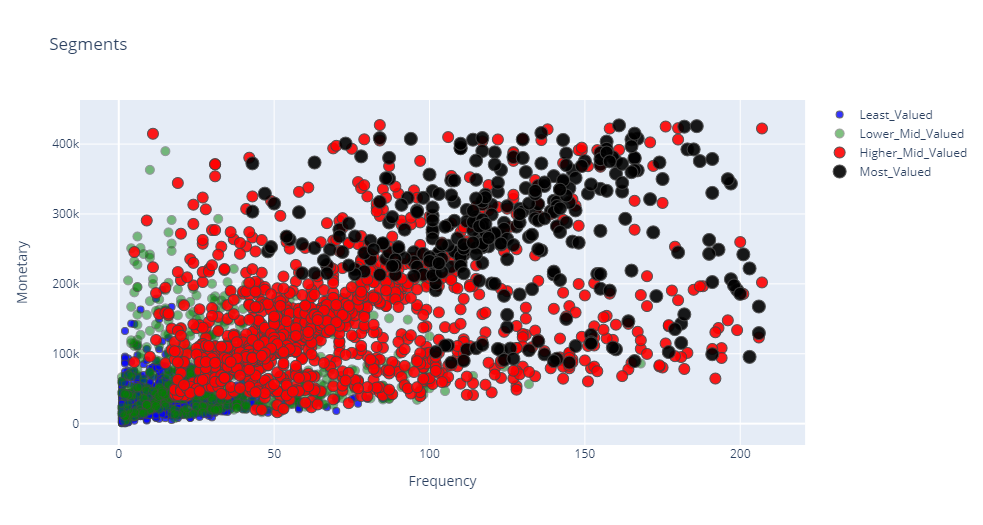 Segments
Least_Valued
Lower_Mid_Valued
Higher_Mid_Valued
Most_Valued
Monetary
400k
300k
200k
100k
0
0 50 100 150 200
Frequency